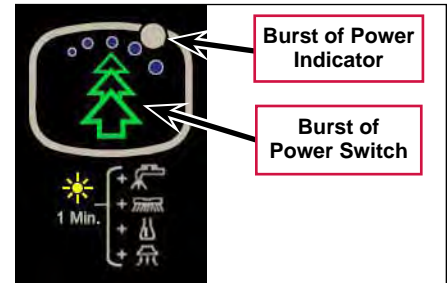 Burst of Power
Indicator
Burst of
Power Switch
1 Min.
+
+
+
+